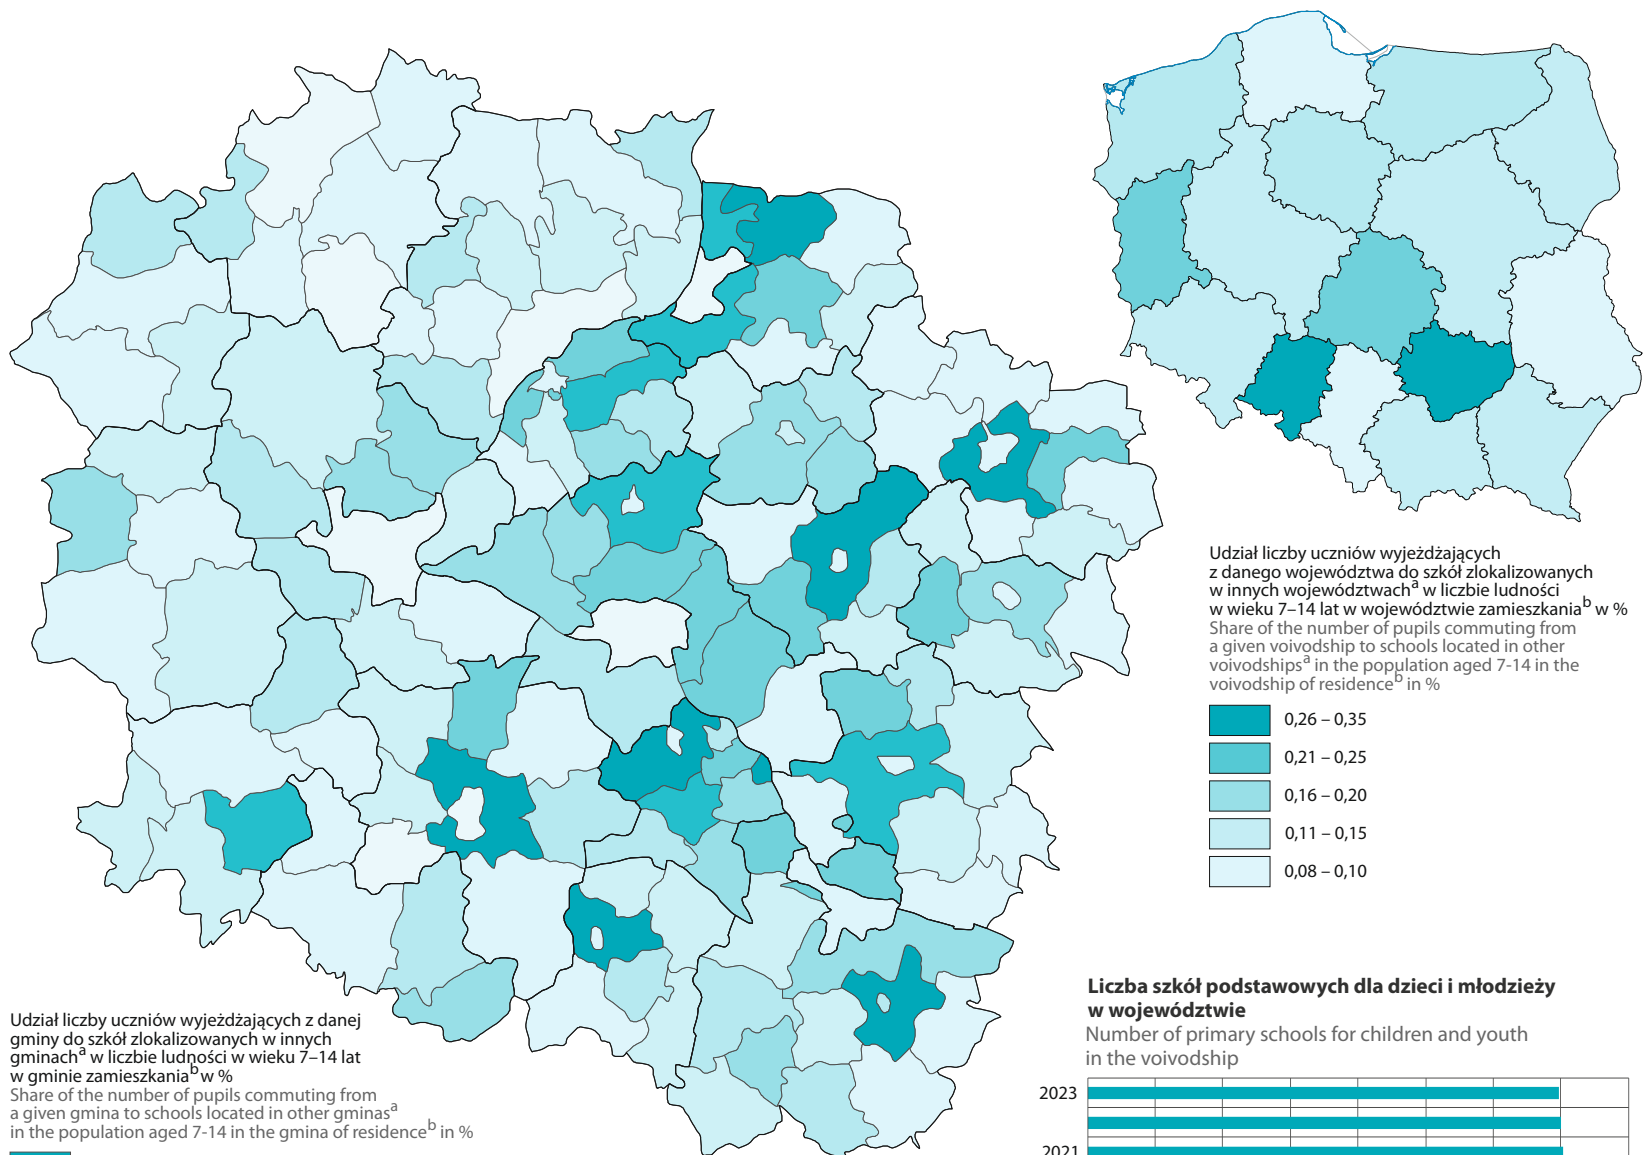 Udział liczby uczniów wyjeżdżających
z danego województwa do szkół zlokalizowanych
w innych województwach^a w liczbie ludności
w wieku 7–14 lat w województwie zamieszkania^b w %
Share of the number of pupils commuting from
a given voivodship to schools located in other
voivodships^a in the population aged 7-14 in the
voivodship of residence^b in %
0,26 – 0,35
0,21 – 0,25
0,16 – 0,20
0,11 – 0,15
0,08 – 0,10
Udział liczby uczniów wyjeżdżających z danej
gminy do szkół zlokalizowanych w innych
gminach^a w liczbie ludności w wieku 7–14 lat
w gminie zamieszkania^b w %
Share of the number of pupils commuting from
a given gmina to schools located in other gminas^a
in the population aged 7-14 in the gmina of residence^b in %
Liczba szkół podstawowych dla dzieci i młodzieży
w województwie
Number of primary schools for children and youth
in the voivodship
2023
2021